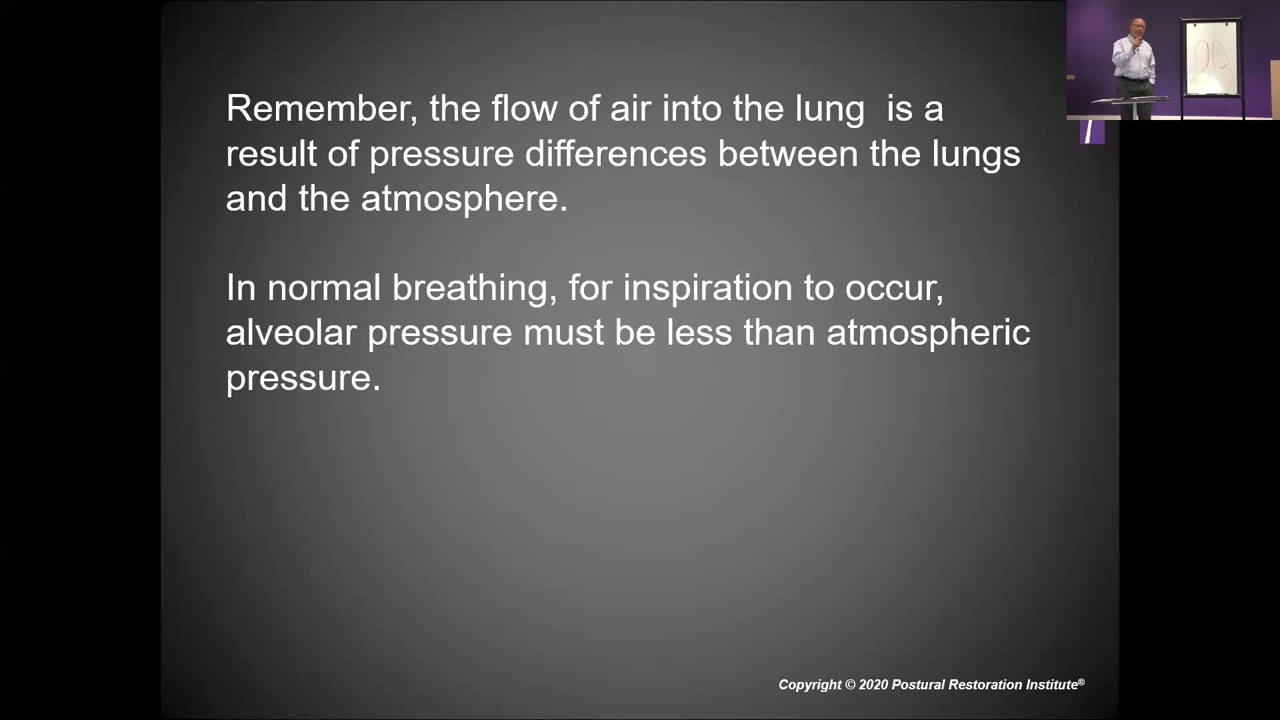 Remember, the flow of air into the lung  is a
result of pressure differences between the lungs
and the atmosphere.
In normal breathing, for inspiration to occur,
alveolar pressure must be less than atmospheric
pressure.
Copyright © 2020 Postural Restoration Institute®